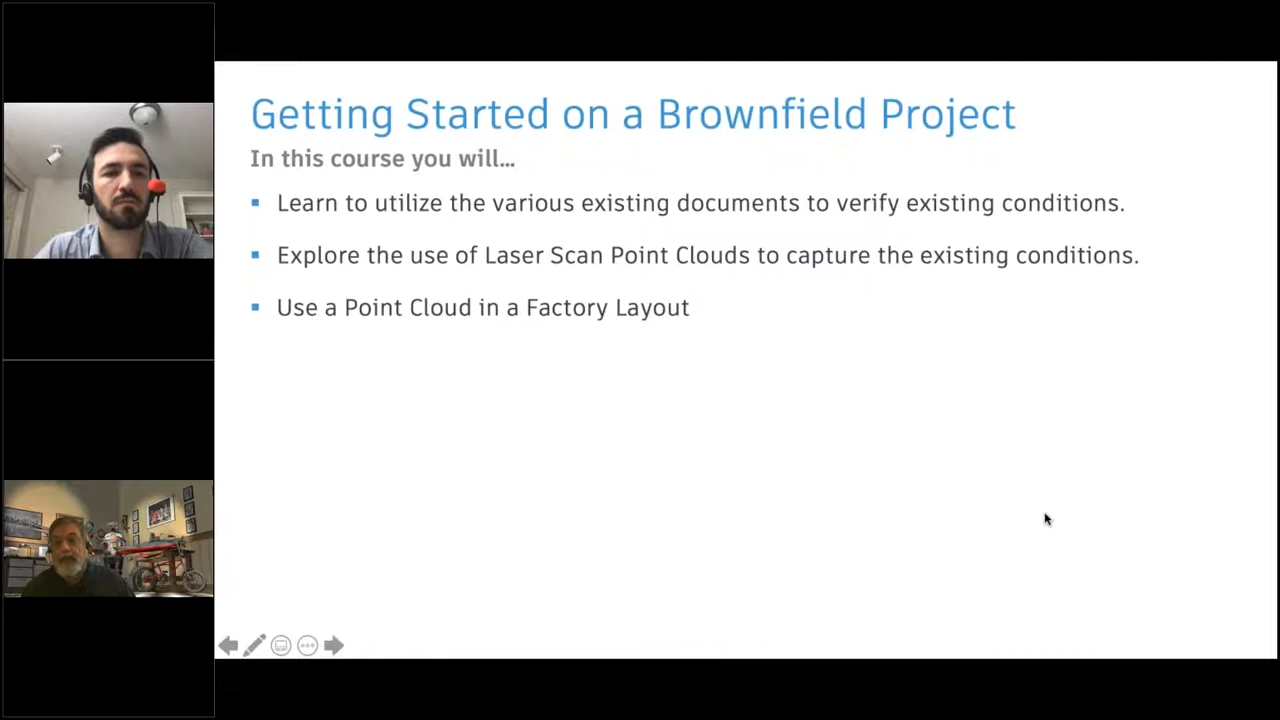 Getting Started on a Brownfield Project
In this course you will...
Learn to utilize the various existing documents to verify existing conditions.
Explore the use of Laser Scan Point Clouds to capture the existing conditions.
Use a Point Cloud in a Factory Layout